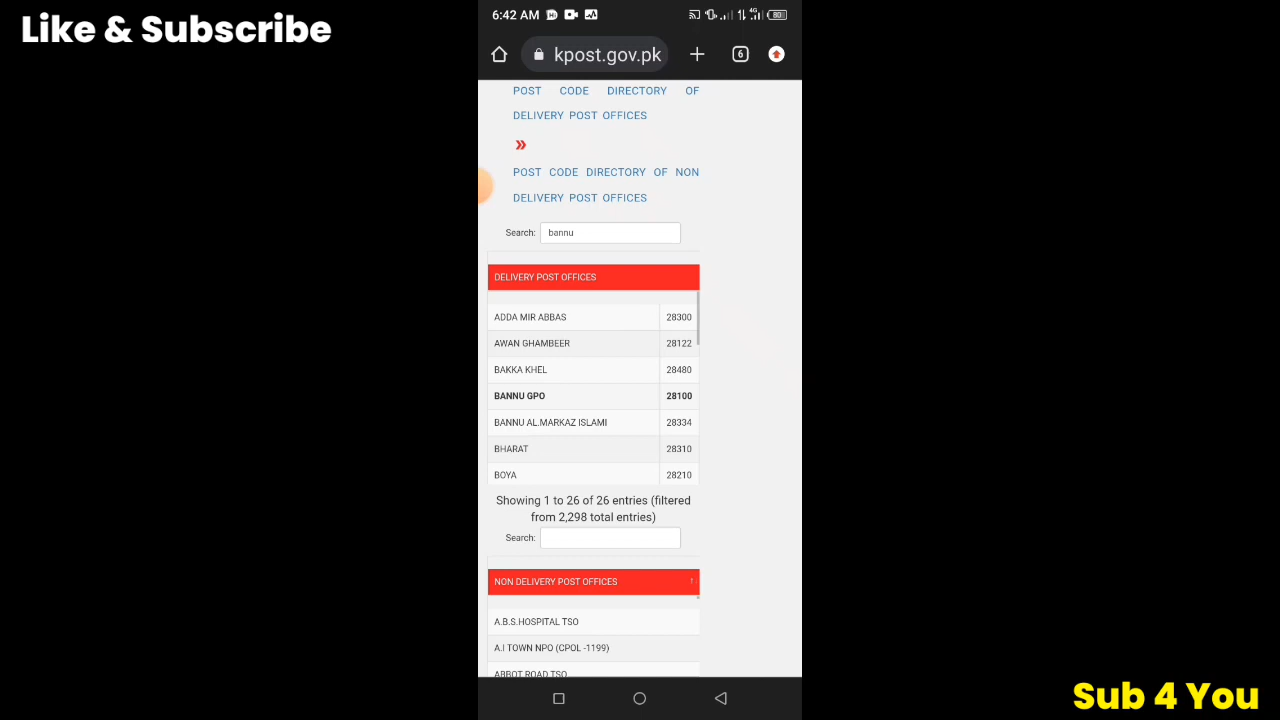 Like & Subscribe
6:42 AM
4G
80
kpost.gov.pk
6
POST CODE DIRECTORY OF
DELIVERY POST OFFICES
»
POST CODE DIRECTORY OF NON
DELIVERY POST OFFICES
Search: bannu
DELIVERY POST OFFICES
ADDA MIR ABBAS 28300
AWAN GHAMBEER 28122
BAKKA KHEL 28480
BANNU GPO 28100
BANNU AL.MARKAZ ISLAMI 28334
BHARAT 28310
BOYA 28210
Showing 1 to 26 of 26 entries (filtered
from 2,298 total entries)
Search:
NON DELIVERY POST OFFICES
A.B.S.HOSPITAL TSO
A.I TOWN NPO (CPOL -1199)
ABBOT ROAD TSO
Sub 4 You